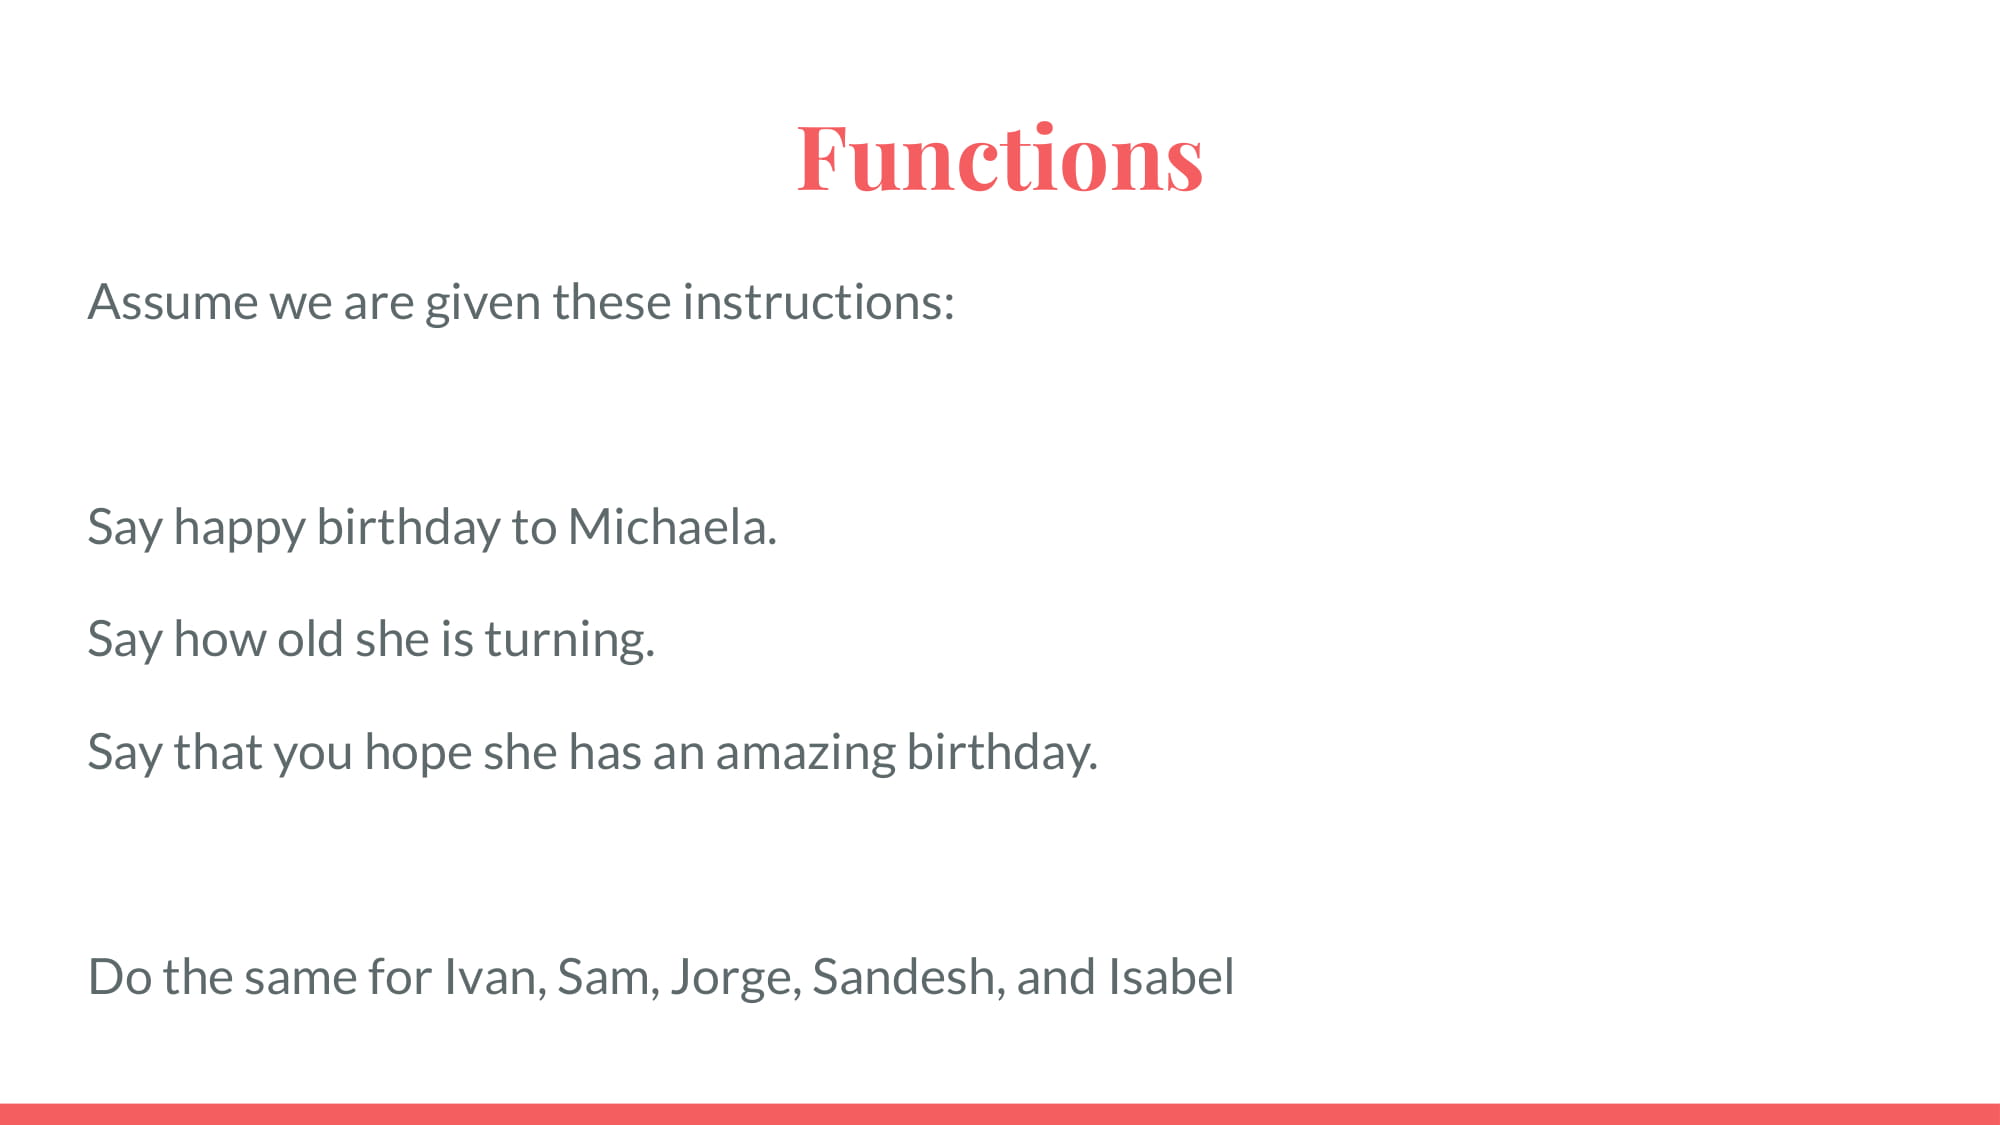 Functions
Assume we are given these instructions:
Say happy birthday to Michaela.
Say how old she is turning.
Say that you hope she has an amazing birthday.
Do the same for Ivan, Sam, Jorge, Sandesh, and Isabel